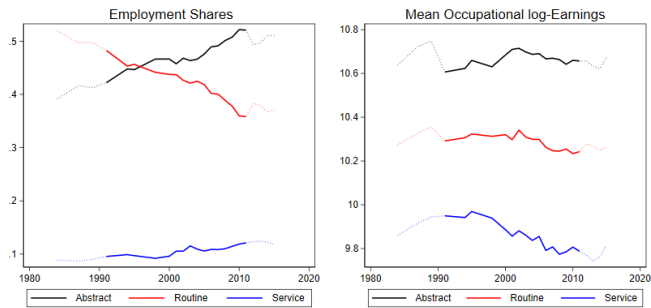 Employment Shares
.5
.4
.3
.2
.1
1980 1990 2000 2010 2020
Abstract Routine Service
Mean Occupational log-Earnings
10.8
10.6
10.4
10.2
10
9.8
1980 1990 2000 2010 2020
Abstract Routine Service